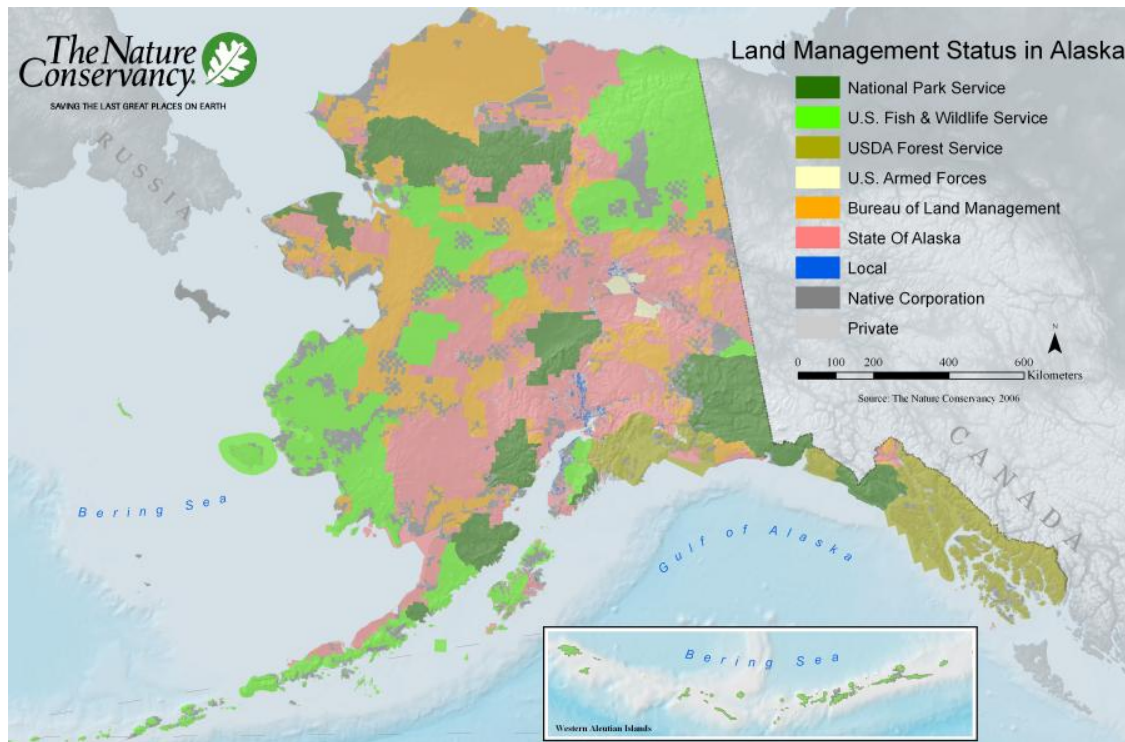 The Nature
Conservancy
SAVING THE LAST GREAT PLACES ON EARTH
Land Management Status in Alaska
National Park Service
U.S. Fish & Wildlife Service
USDA Forest Service
U.S. Armed Forces
Bureau of Land Management
State Of Alaska
Local
Native Corporation
Private
N
0 100 200 400 600
Kilometers
Source: The Nature Conservancy 2006
RUSSIA
CANADA
Bering Sea
Gulf of Alaska
Bering Sea
Western Aleutian Islands